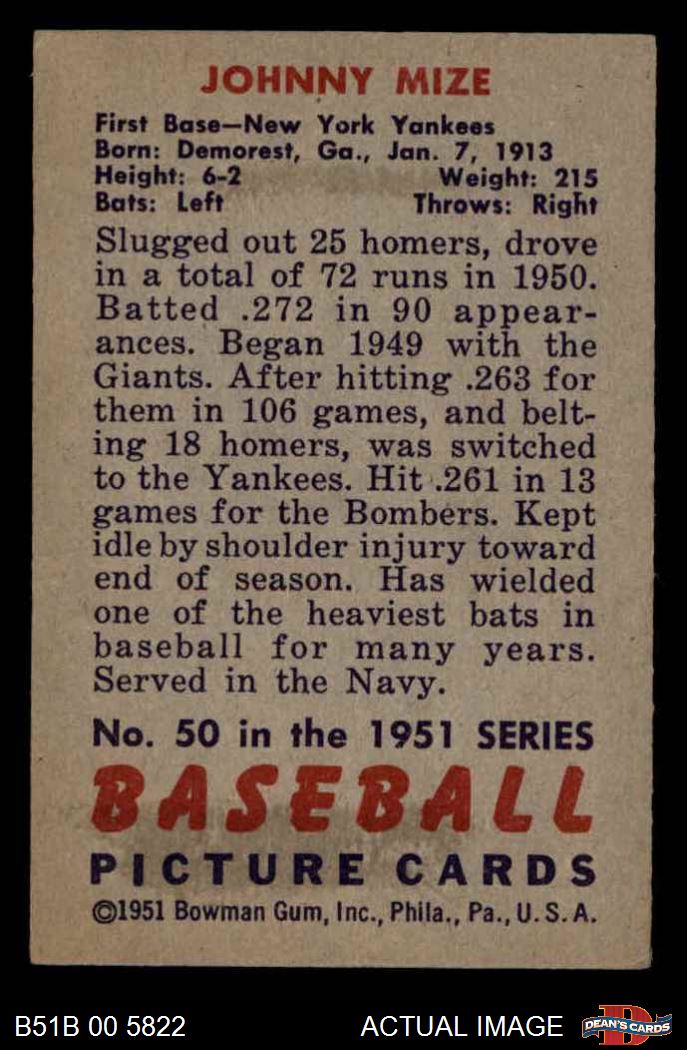 JOHNNY MIZE
First Base—New York Yankees
Born: Demorest, Ga., Jan. 7, 1913
Height: 6-2 Weight: 215
Bats: Left Throws: Right
Slugged out 25 homers, drove
in a total of 72 runs in 1950.
Batted .272 in 90 appear-
ances. Began 1949 with the
Giants. After hitting .263 for
them in 106 games, and belt-
ing 18 homers, was switched
to the Yankees. Hit .261 in 13
games for the Bombers. Kept
idle by shoulder injury toward
end of season. Has wielded
one of the heaviest bats in
baseball for many years.
Served in the Navy.
No. 50 in the 1951 SERIES
BASEBALL
PICTURE CARDS
©1951 Bowman Gum, Inc., Phila., Pa., U. S. A.
B51B 00 5822 ACTUAL IMAGE DEAN'S CARDS